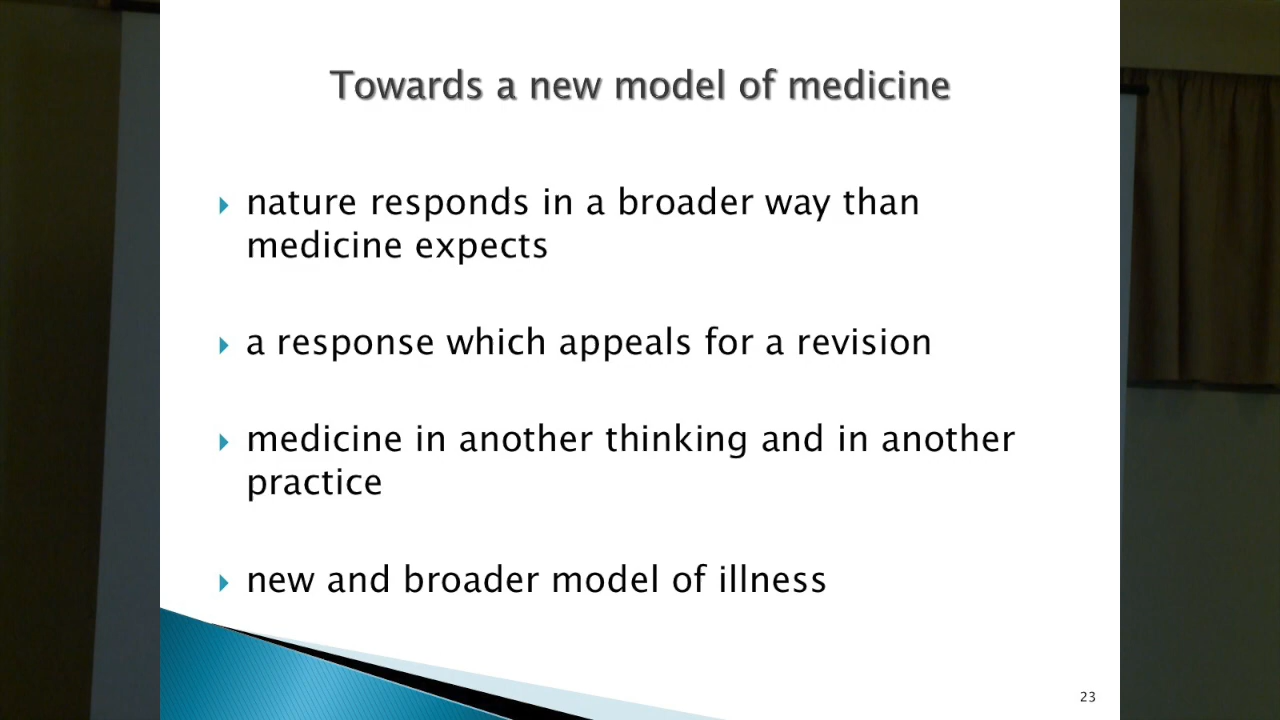 Towards a new model of medicine
nature responds in a broader way than
medicine expects
a response which appeals for a revision
medicine in another thinking and in another
practice
new and broader model of illness
23